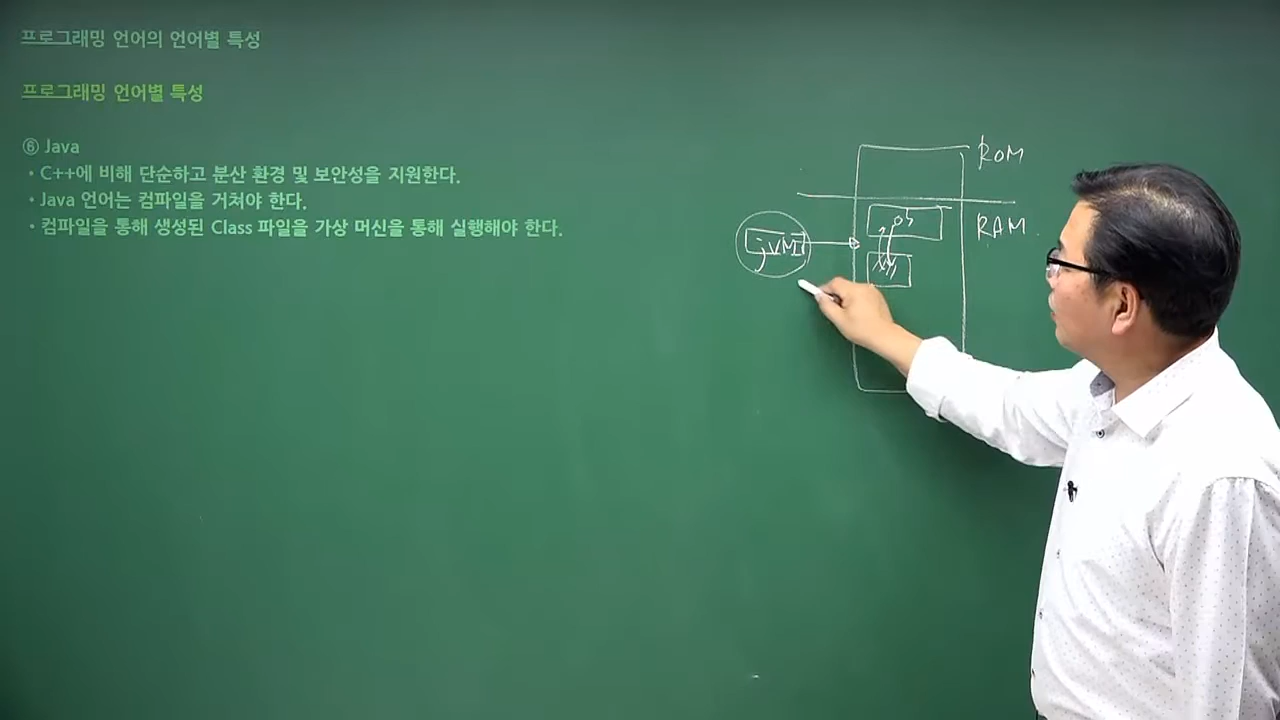 프로그래밍 언어의 언어별 특성
프로그래밍 언어별 특성
⑥ Java
• C++에 비해 단순하고 분산 환경 및 보안성을 지원한다.
• Java 언어는 컴파일을 거쳐야 한다.
• 컴파일을 통해 생성된 Class 파일을 가상 머신을 통해 실행해야 한다.
ROM
RAM
OS
JVM